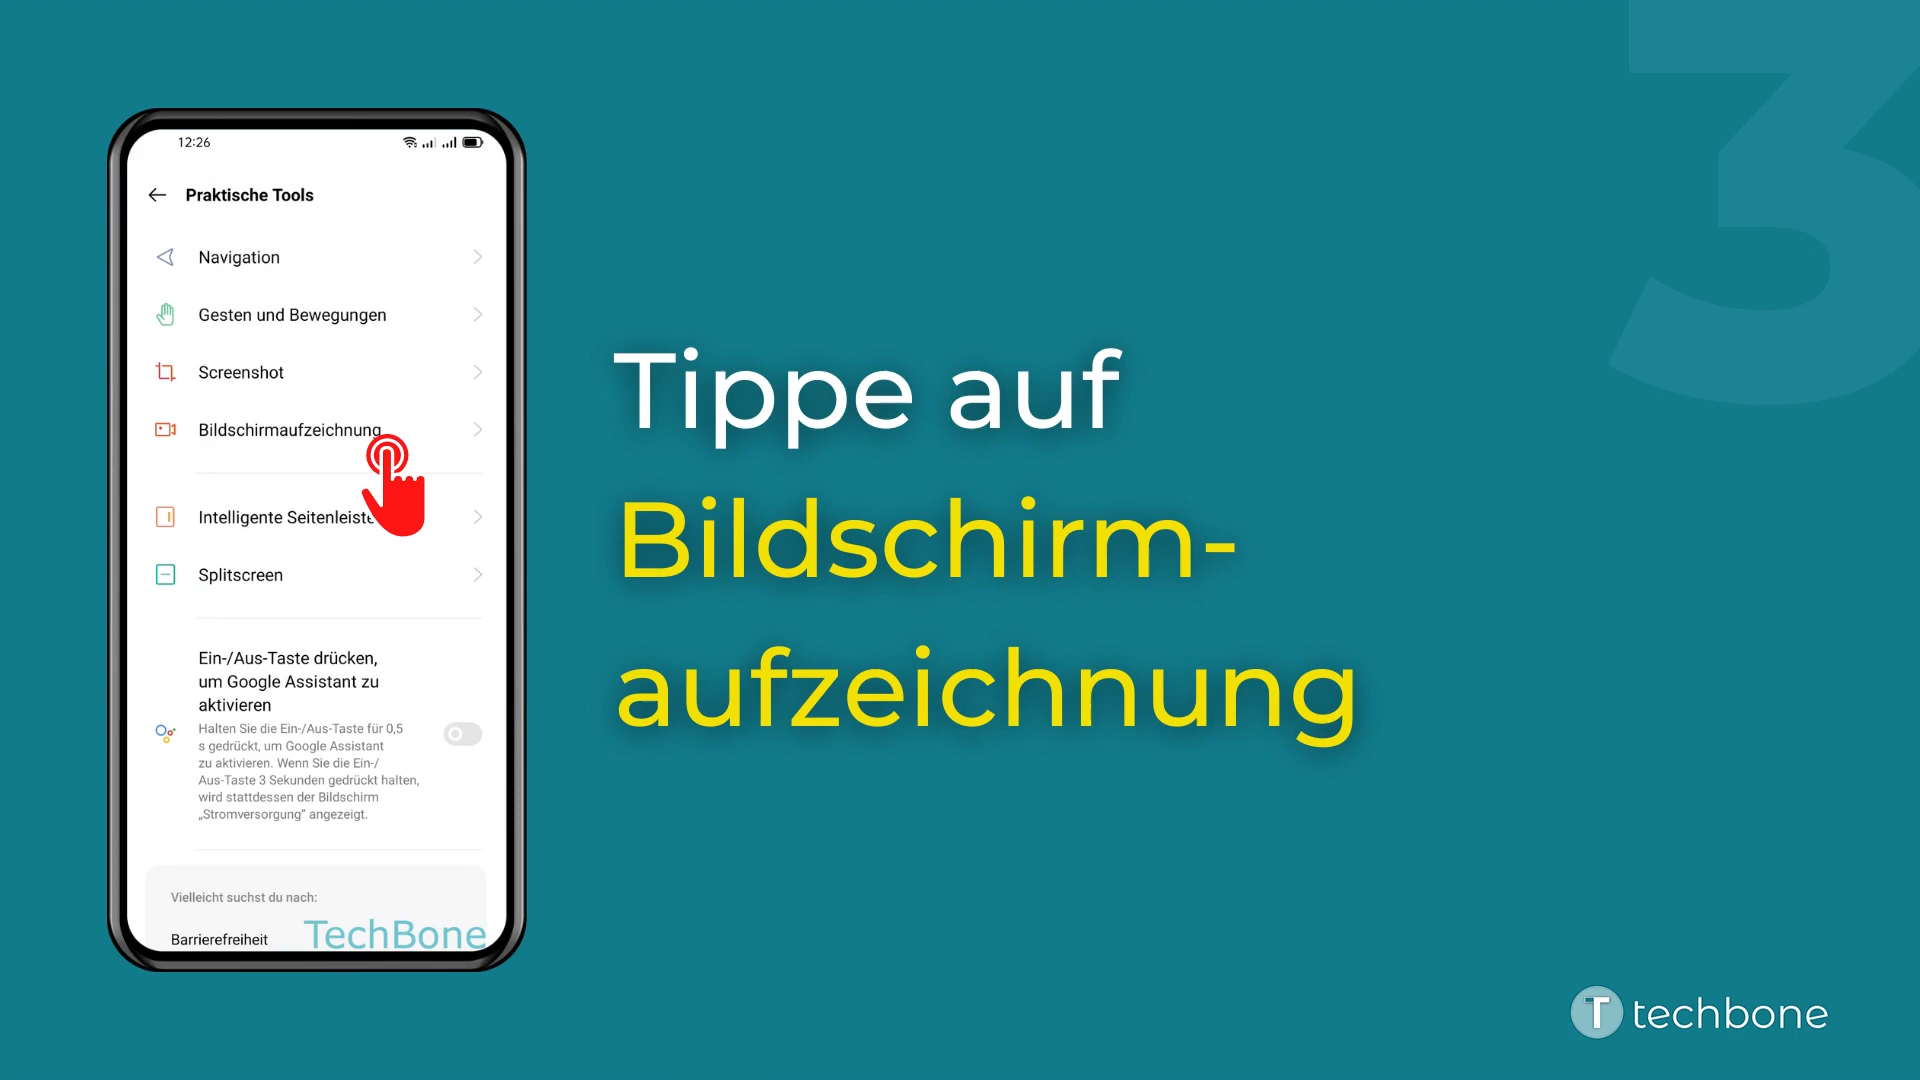 3
12:26
Praktische Tools
Navigation
Gesten und Bewegungen
Screenshot
Bildschirmaufzeichnung
Intelligente Seitenleiste
Splitscreen
Ein-/Aus-Taste drücken,
um Google Assistant zu
aktivieren
Halten Sie die Ein-/Aus-Taste für 0,5
s gedrückt, um Google Assistant
zu aktivieren. Wenn Sie die Ein-/
Aus-Taste 3 Sekunden gedrückt halten,
wird stattdessen der Bildschirm
„Stromversorgung“ angezeigt.
Vielleicht suchst du nach:
Barrierefreiheit
TechBone
Tippe auf
Bildschirm-
aufzeichnung
T techbone